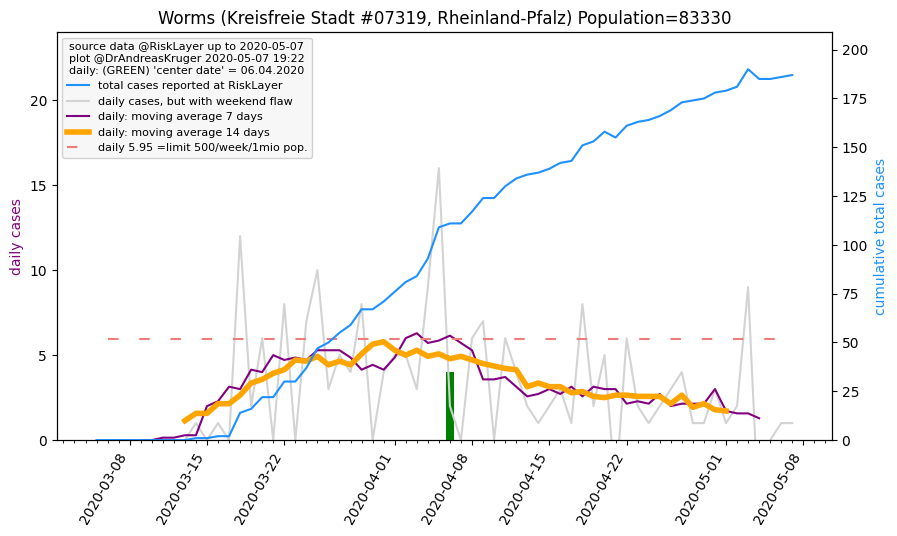 Worms (Kreisfreie Stadt #07319, Rheinland-Pfalz) Population=83330
source data @RiskLayer up to 2020-05-07
plot @DrAndreasKruger 2020-05-07 19:22
daily: (GREEN) 'center date' = 06.04.2020
total cases reported at RiskLayer
daily cases, but with weekend flaw
daily: moving average 7 days
daily: moving average 14 days
daily 5.95 =limit 500/week/1mio pop.
daily cases
0
5
10
15
20
cumulative total cases
0
25
50
75
100
125
150
175
200
2020-03-08
2020-03-15
2020-03-22
2020-04-01
2020-04-08
2020-04-15
2020-04-22
2020-05-01
2020-05-08